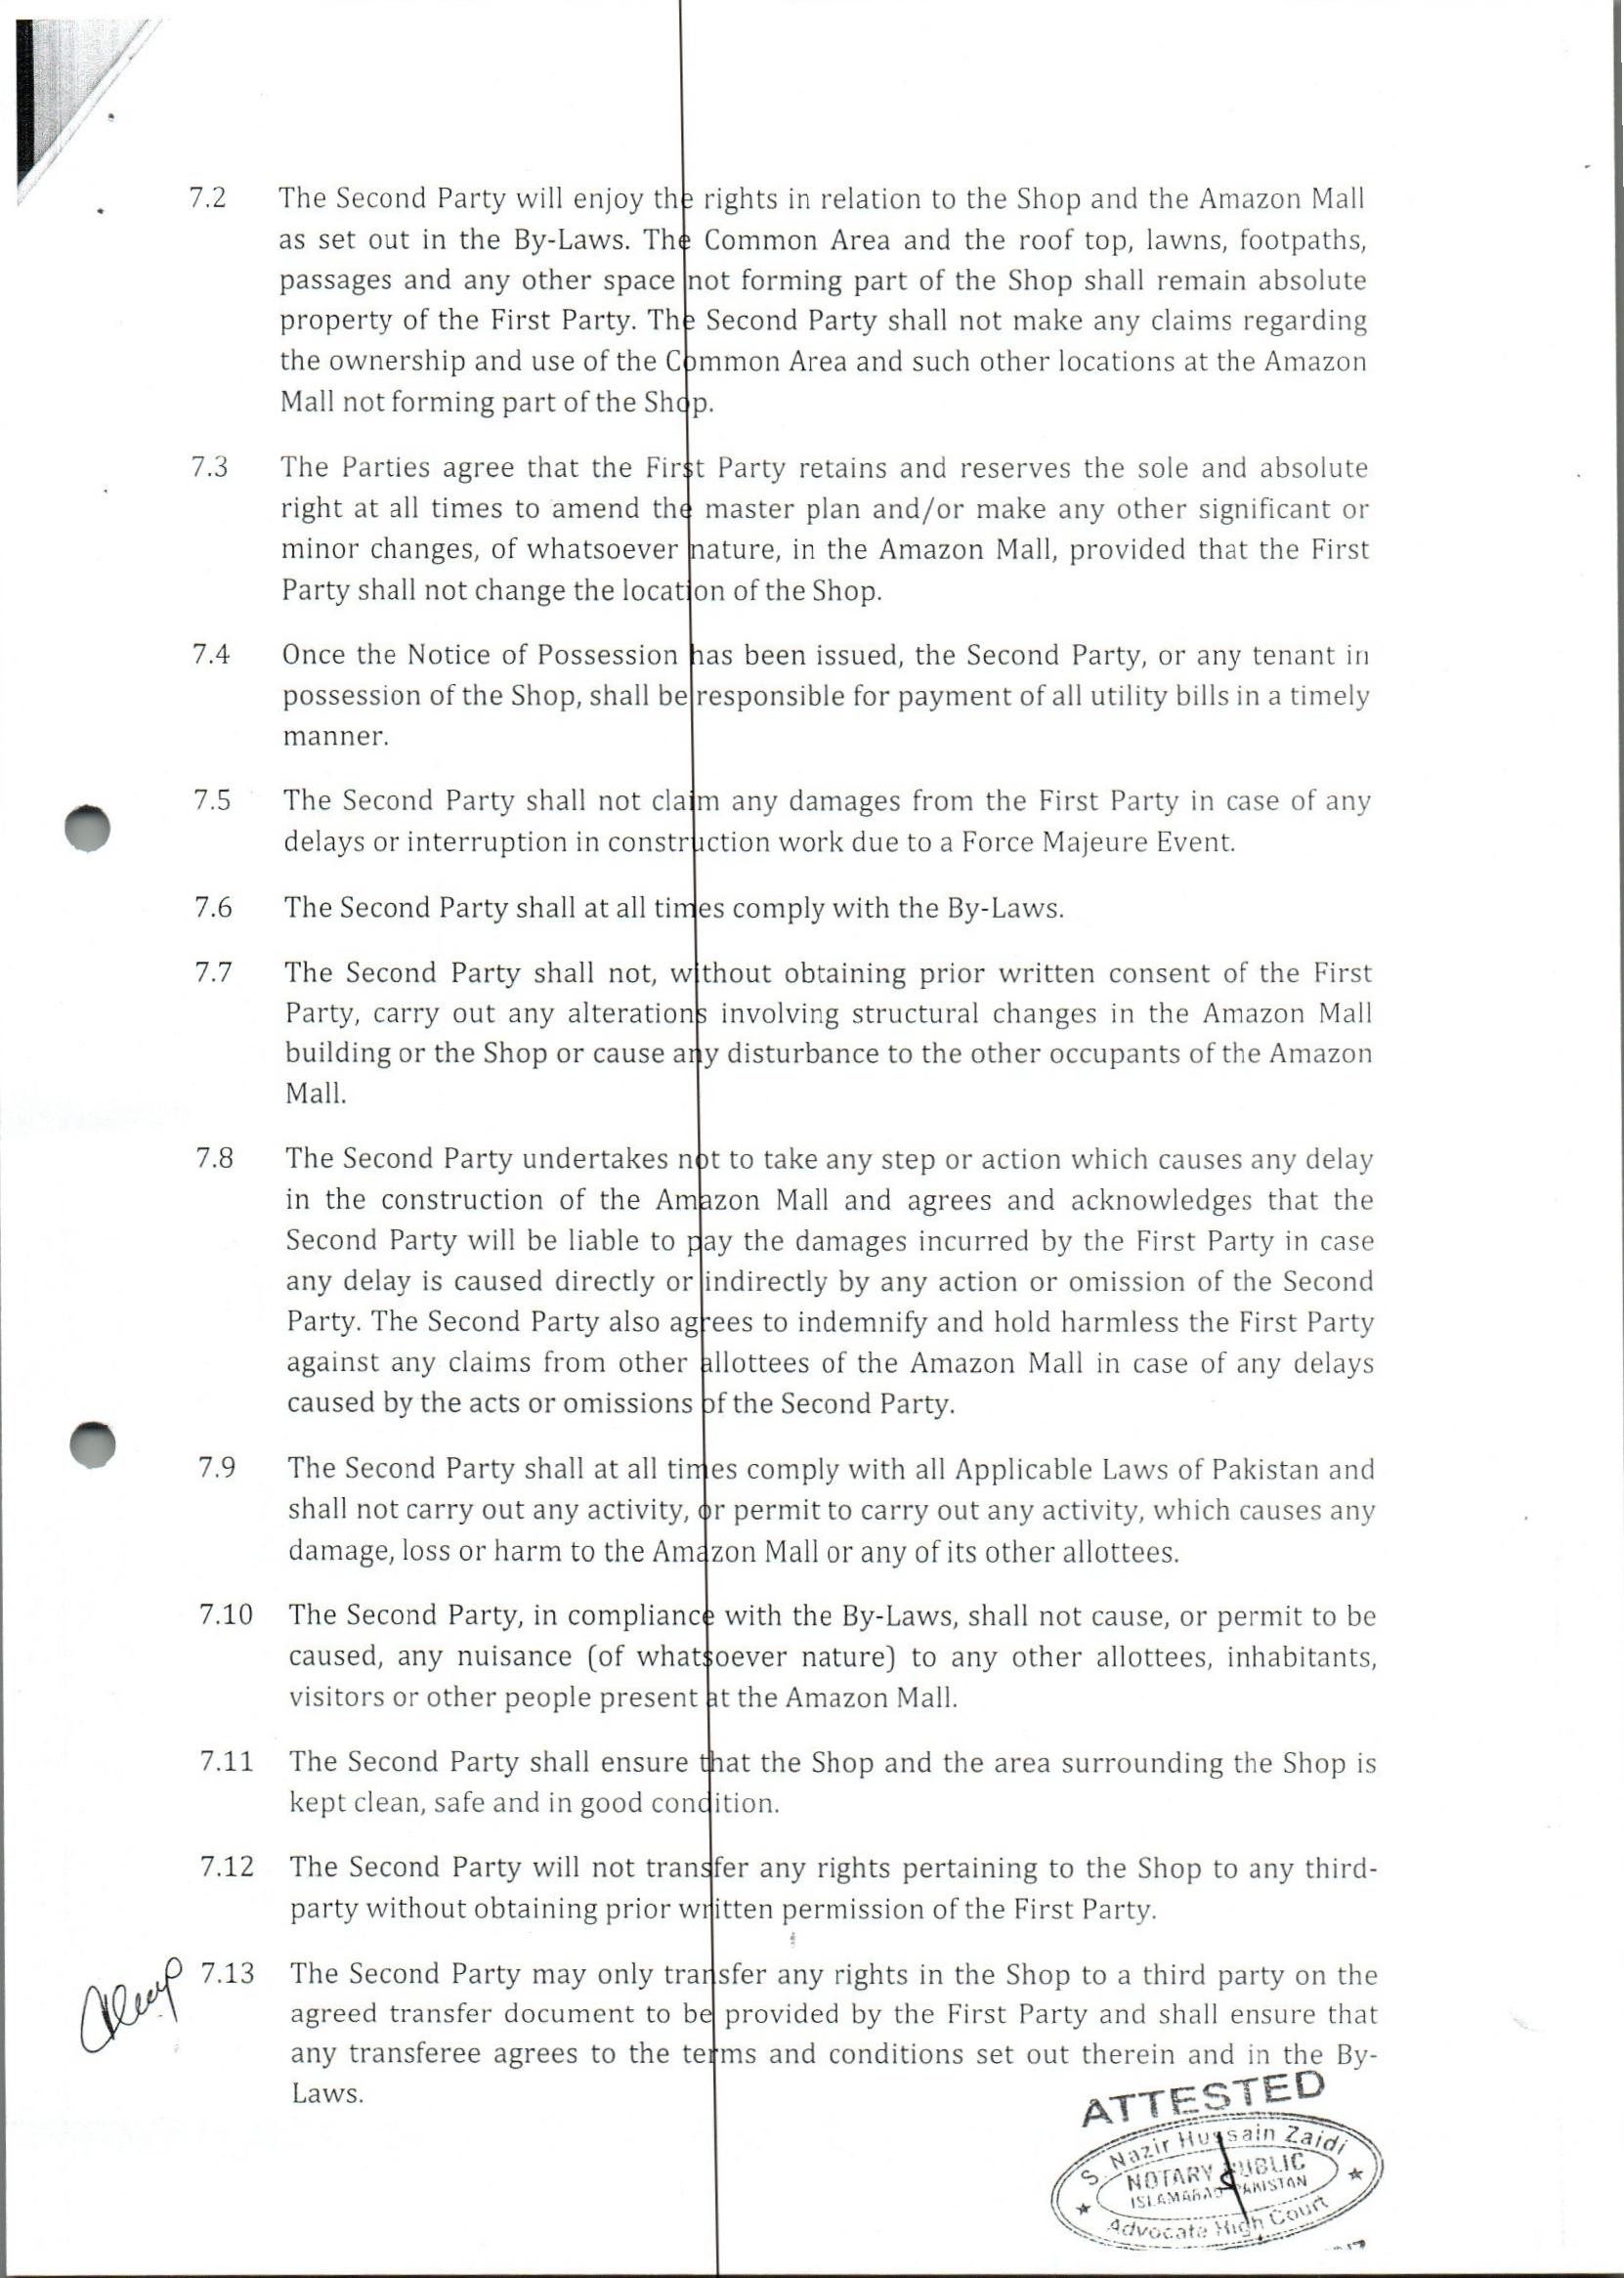 7.2 The Second Party will enjoy the rights in relation to the Shop and the Amazon Mall
as set out in the By-Laws. The Common Area and the roof top, lawns, footpaths,
passages and any other space not forming part of the Shop shall remain absolute
property of the First Party. The Second Party shall not make any claims regarding
the ownership and use of the Common Area and such other locations at the Amazon
Mall not forming part of the Shop.
7.3 The Parties agree that the First Party retains and reserves the sole and absolute
right at all times to amend the master plan and/or make any other significant or
minor changes, of whatsoever nature, in the Amazon Mall, provided that the First
Party shall not change the location of the Shop.
7.4 Once the Notice of Possession has been issued, the Second Party, or any tenant in
possession of the Shop, shall be responsible for payment of all utility bills in a timely
manner.
7.5 The Second Party shall not claim any damages from the First Party in case of any
delays or interruption in construction work due to a Force Majeure Event.
7.6 The Second Party shall at all times comply with the By-Laws.
7.7 The Second Party shall not, without obtaining prior written consent of the First
Party, carry out any alterations involving structural changes in the Amazon Mall
building or the Shop or cause any disturbance to the other occupants of the Amazon
Mall.
7.8 The Second Party undertakes not to take any step or action which causes any delay
in the construction of the Amazon Mall and agrees and acknowledges that the
Second Party will be liable to pay the damages incurred by the First Party in case
any delay is caused directly or indirectly by any action or omission of the Second
Party. The Second Party also agrees to indemnify and hold harmless the First Party
against any claims from other allottees of the Amazon Mall in case of any delays
caused by the acts or omissions of the Second Party.
7.9 The Second Party shall at all times comply with all Applicable Laws of Pakistan and
shall not carry out any activity, or permit to carry out any activity, which causes any
damage, loss or harm to the Amazon Mall or any of its other allottees.
7.10 The Second Party, in compliance with the By-Laws, shall not cause, or permit to be
caused, any nuisance (of whatsoever nature) to any other allottees, inhabitants,
visitors or other people present at the Amazon Mall.
7.11 The Second Party shall ensure that the Shop and the area surrounding the Shop is
kept clean, safe and in good condition.
7.12 The Second Party will not transfer any rights pertaining to the Shop to any third-
party without obtaining prior written permission of the First Party.
7.13 The Second Party may only transfer any rights in the Shop to a third party on the
agreed transfer document to be provided by the First Party and shall ensure that
any transferee agrees to the terms and conditions set out therein and in the By-
Laws.
ATTESTED
S. Nazir Hussain Zaidi
NOTARY PUBLIC
ISLAMABAD PAKISTAN
Advocate High Court